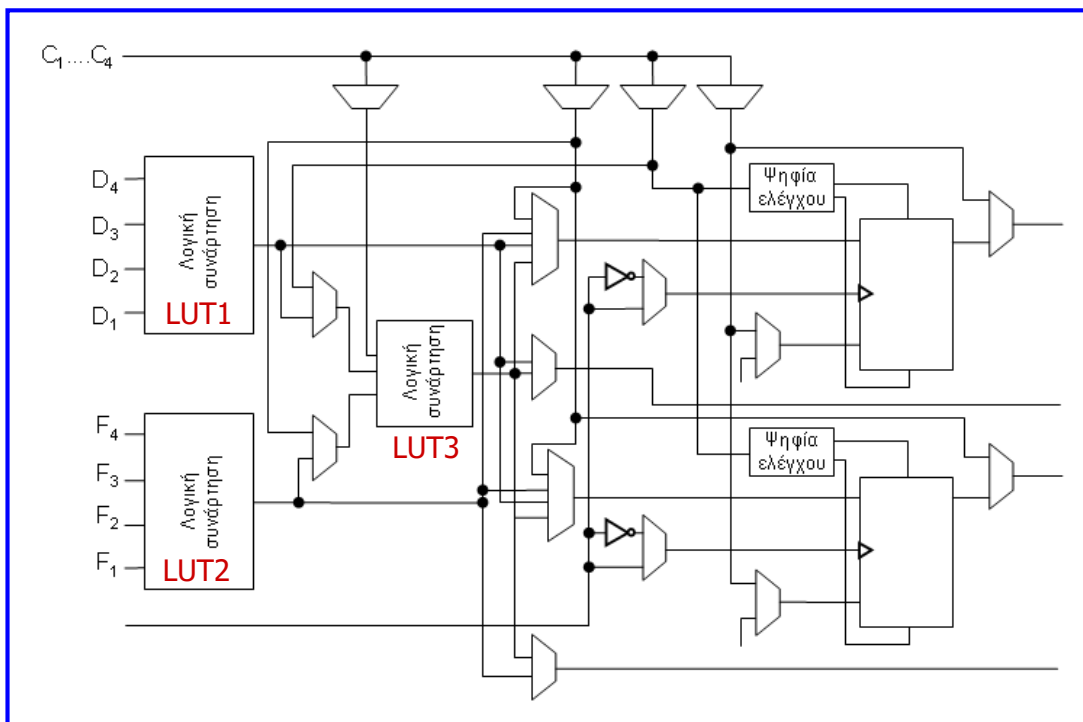 C₁....C₄
D₄
D₃
D₂
D₁
Λογική
συνάρτηση
LUT1
Ψηφία
ελέγχου
Λογική
συνάρτηση
LUT3
F₄
F₃
F₂
F₁
Λογική
συνάρτηση
LUT2
Ψηφία
ελέγχου